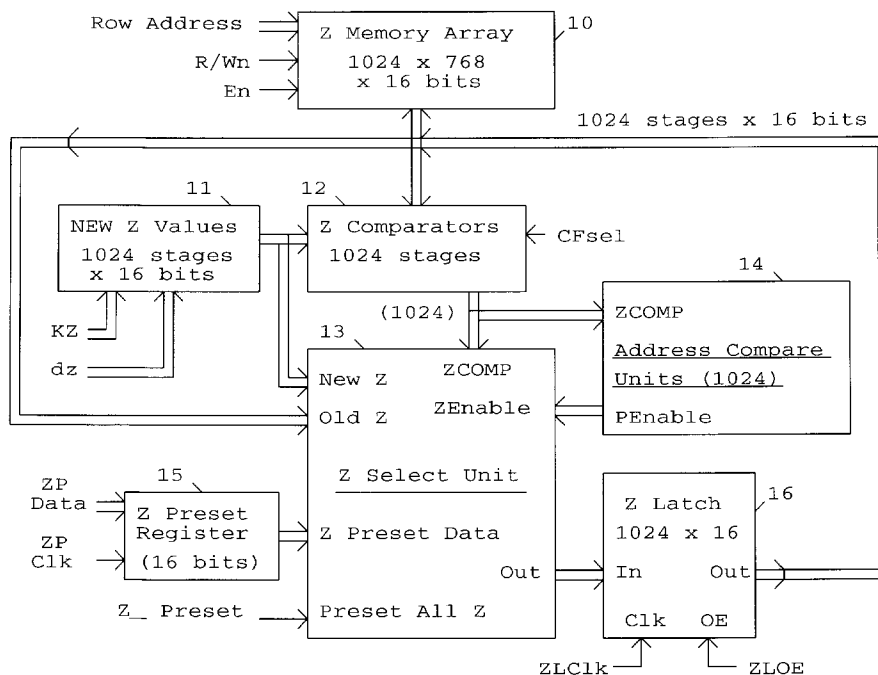 Row Address
R/Wn
En
Z Memory Array
1024 x 768
x 16 bits
10
1024 stages x 16 bits
11
NEW Z Values
1024 stages
x 16 bits
KZ
dz
12
Z Comparators
1024 stages
CFsel
(1024)
14
ZCOMP
Address Compare
Units (1024)
PEnable
13
ZCOMP
New Z
ZEnable
Old Z
Z Select Unit
Z Preset Data
Out
Preset All Z
ZP
Data
ZP
Clk
15
Z Preset
Register
(16 bits)
Z_ Preset
16
Z Latch
1024 x 16
In
Out
Clk
OE
ZLClk
ZLOE